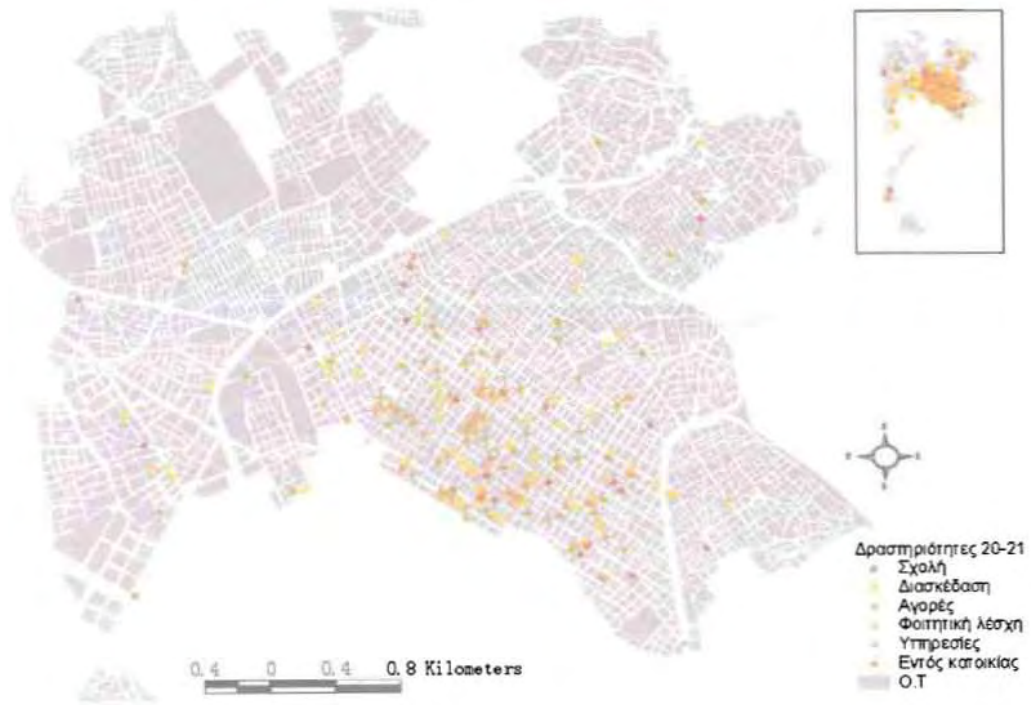 Δραστηριότητες 20-21
Σχολή
Διασκέδαση
Αγορές
Φοιτητική λέσχη
Υπηρεσίες
Εντός κατοικίας
Ο.Τ
0.4 0 0.4 0.8 Kilometers